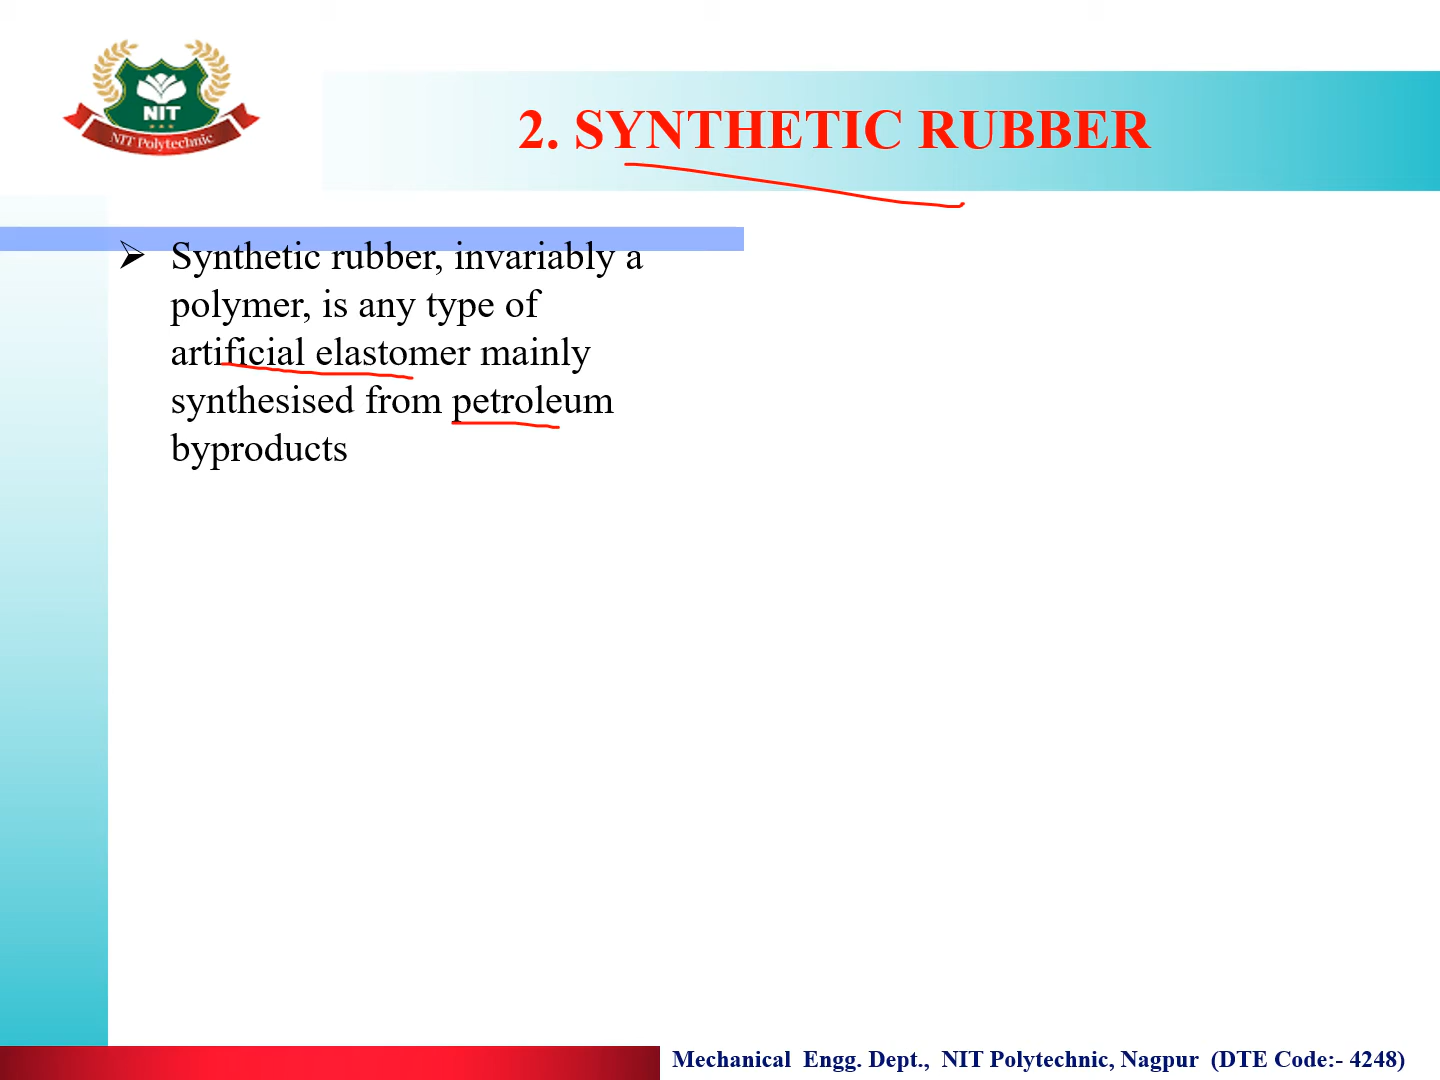 NIT
NIT Polytechnic
2. SYNTHETIC RUBBER
➢ Synthetic rubber, invariably a
polymer, is any type of
artificial elastomer mainly
synthesised from petroleum
byproducts
Mechanical Engg. Dept., NIT Polytechnic, Nagpur (DTE Code:- 4248)